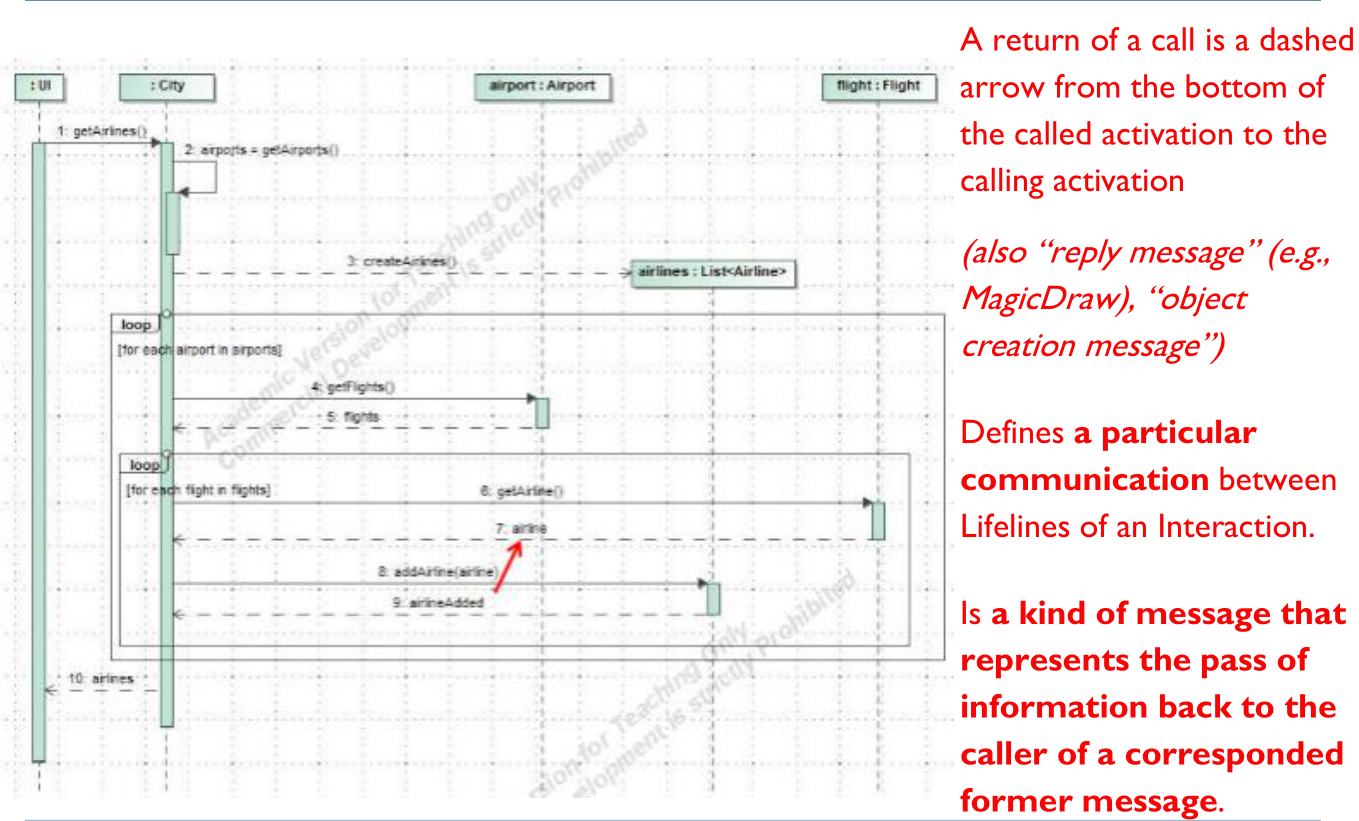 : UI
: City
airport : Airport
flight : Flight
1: getAirlines()
2: airports = getAirports()
3: createAirlines()
airlines : List<Airline>
loop
[for each airport in airports]
4: getFlights()
5: flights
loop
[for each flight in flights]
6: getAirline()
7: airline
8: addAirline(airline)
9: airlineAdded
10: airlines
Academic Version for Teaching Only
Commercial Development is strictly Prohibited
sion for Teaching Only
velopment is strictly Prohibited
A return of a call is a dashed
arrow from the bottom of
the called activation to the
calling activation
(also “reply message” (e.g.,
MagicDraw), “object
creation message”)
Defines a particular
communication between
Lifelines of an Interaction.
Is a kind of message that
represents the pass of
information back to the
caller of a corresponded
former message.